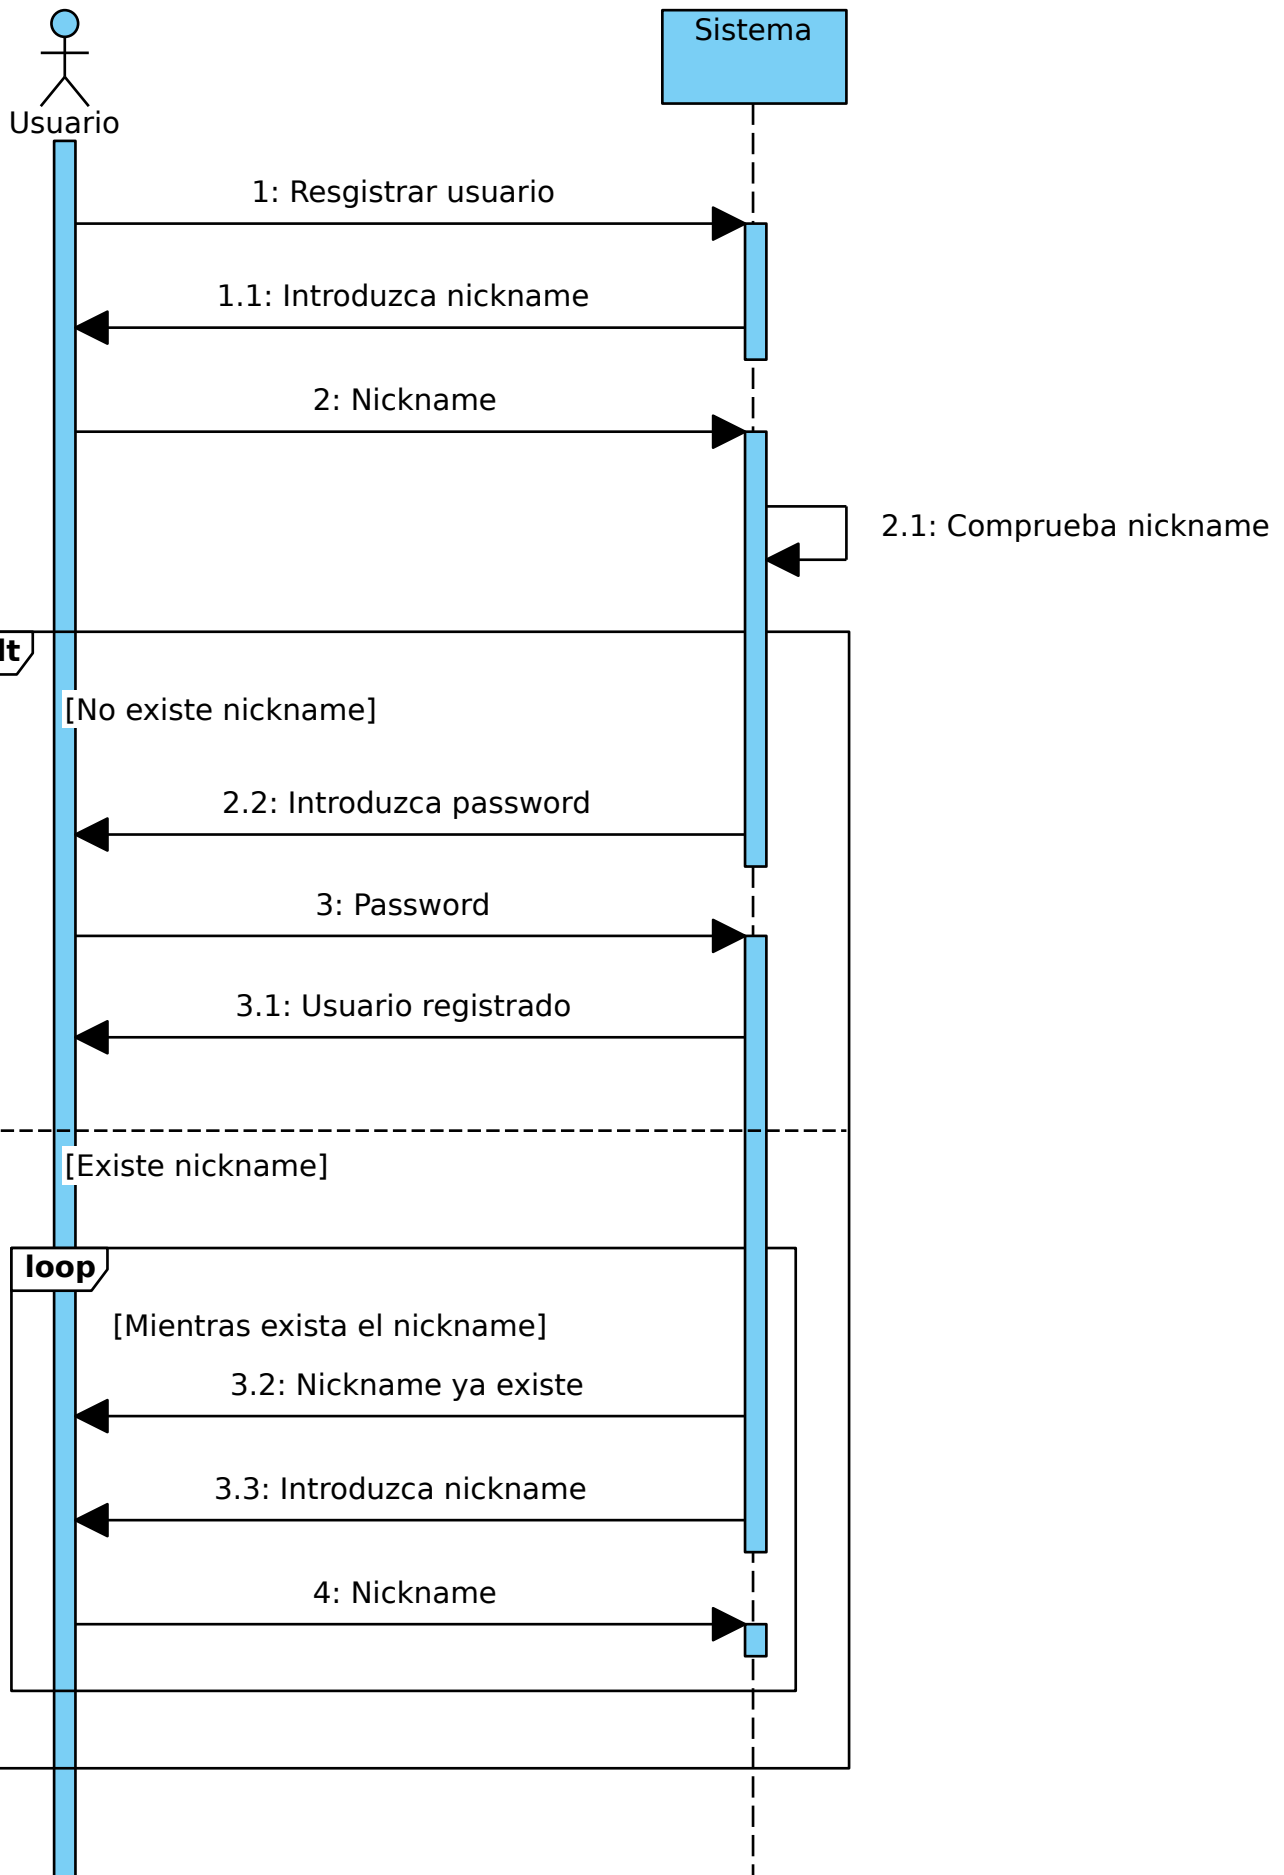 Sistema
Usuario
1: Resgistrar usuario
1.1: Introduzca nickname
2: Nickname
2.1: Comprueba nickname
lt
[No existe nickname]
2.2: Introduzca password
3: Password
3.1: Usuario registrado
[Existe nickname]
loop
[Mientras exista el nickname]
3.2: Nickname ya existe
3.3: Introduzca nickname
4: Nickname